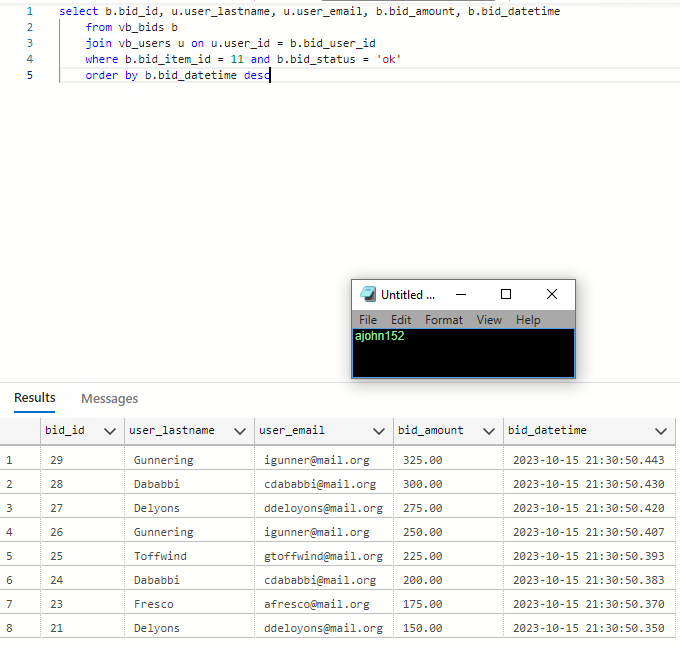 1 select b.bid_id, u.user_lastname, u.user_email, b.bid_amount, b.bid_datetime
2 from vb_bids b
3 join vb_users u on u.user_id = b.bid_user_id
4 where b.bid_item_id = 11 and b.bid_status = 'ok'
5 order by b.bid_datetime desc
Untitled ...
File Edit Format View Help
ajohn152
Results Messages
bid_id user_lastname user_email bid_amount bid_datetime
1 29 Gunnering igunner@mail.org 325.00 2023-10-15 21:30:50.443
2 28 Dababbi cdababbi@mail.org 300.00 2023-10-15 21:30:50.430
3 27 Delyons ddeloyons@mail.org 275.00 2023-10-15 21:30:50.420
4 26 Gunnering igunner@mail.org 250.00 2023-10-15 21:30:50.407
5 25 Toffwind gtoffwind@mail.org 225.00 2023-10-15 21:30:50.393
6 24 Dababbi cdababbi@mail.org 200.00 2023-10-15 21:30:50.383
7 23 Fresco afresco@mail.org 175.00 2023-10-15 21:30:50.370
8 21 Delyons ddeloyons@mail.org 150.00 2023-10-15 21:30:50.350